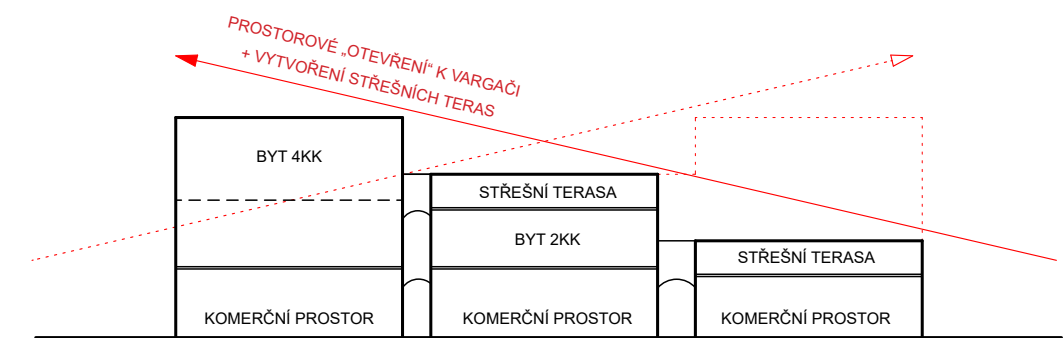 PROSTOROVÉ „OTEVŘENÍ“ K VARGAČI
+ VYTVOŘENÍ STŘEŠNÍCH TERAS
BYT 4KK
STŘEŠNÍ TERASA
BYT 2KK
STŘEŠNÍ TERASA
KOMERČNÍ PROSTOR
KOMERČNÍ PROSTOR
KOMERČNÍ PROSTOR